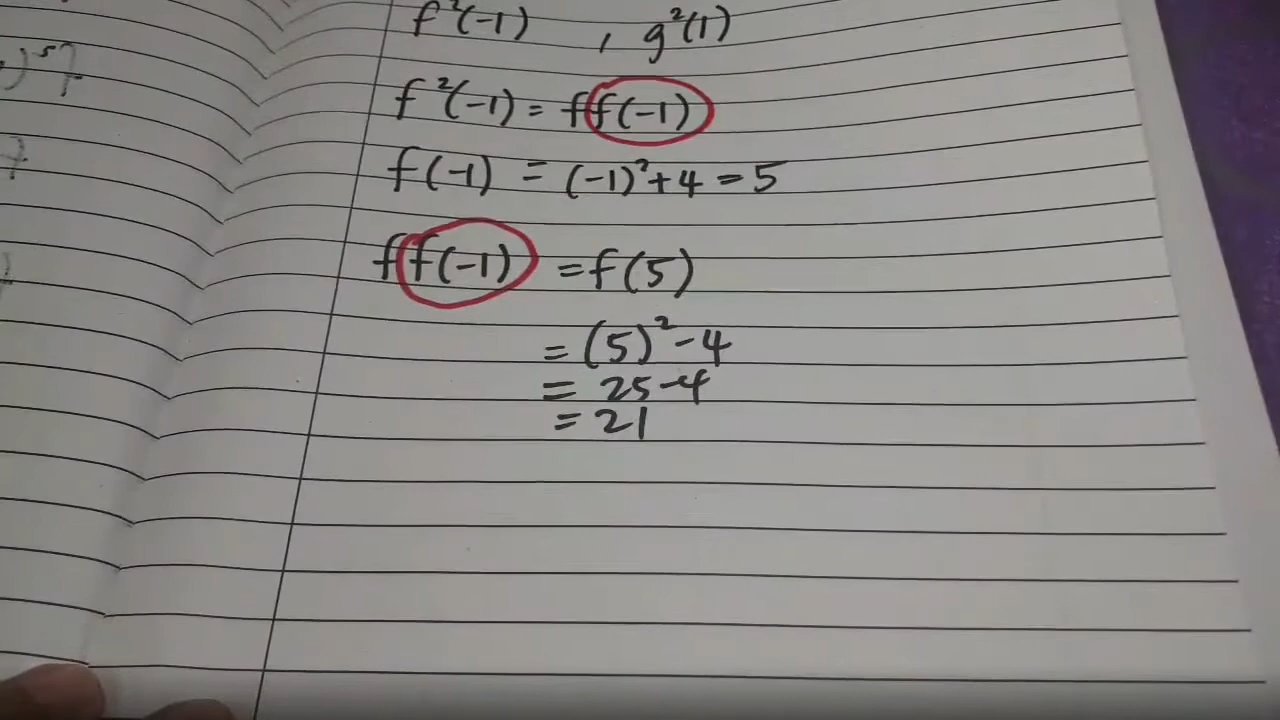 f²(-1) , g²(1)
f²(-1) = ff(-1)
f(-1) = (-1)²+4 = 5
ff(-1) = f(5)
= (5)² - 4
= 25-4
= 21